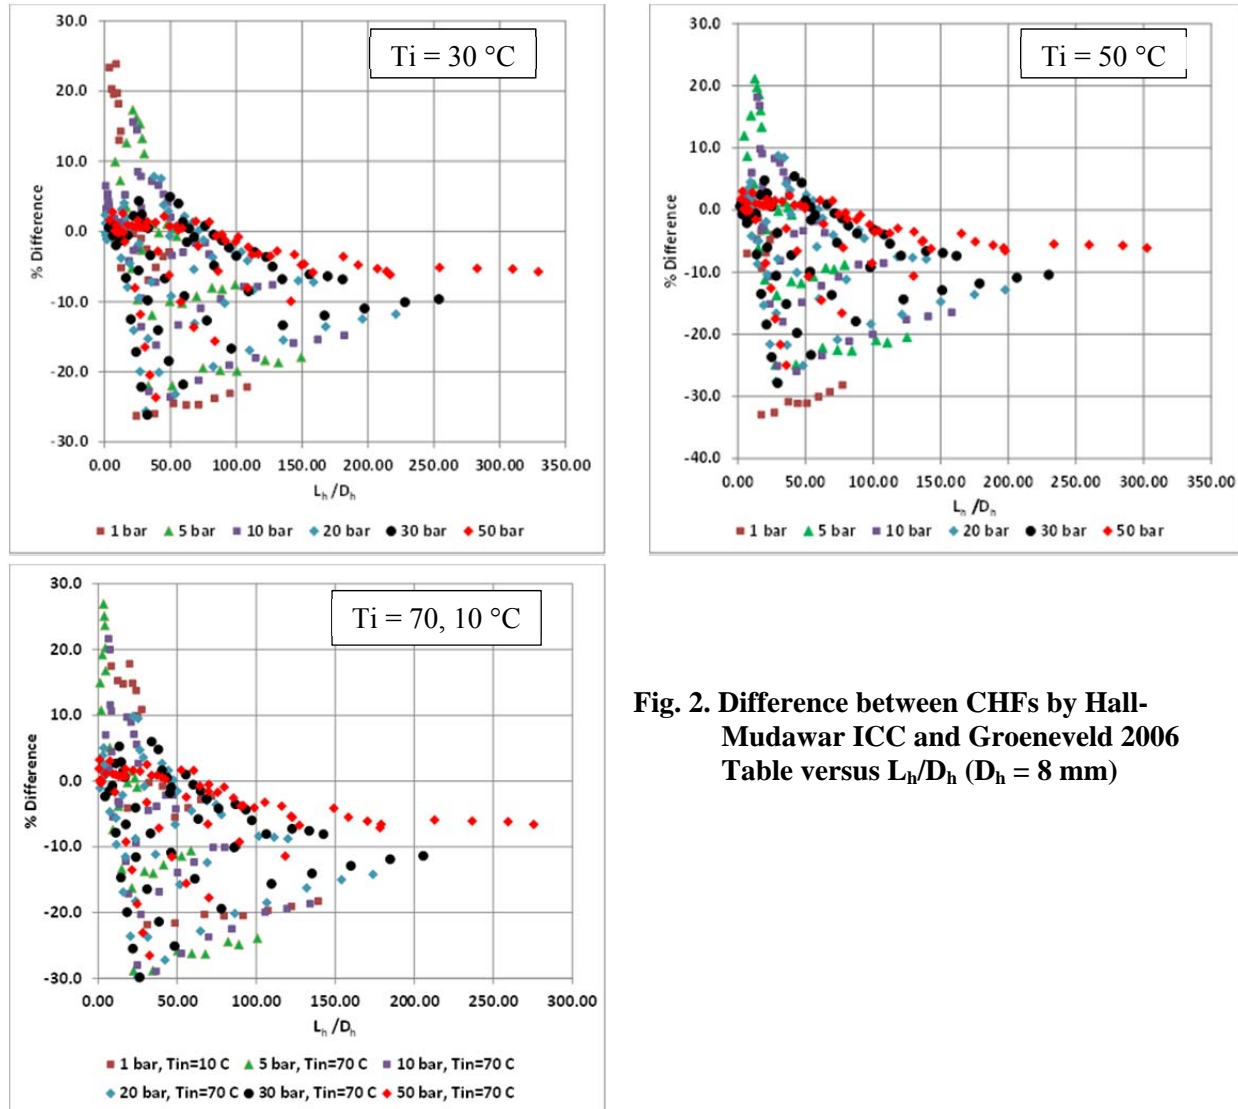 Ti = 30 °C
30.0
20.0
10.0
0.0
-10.0
-20.0
-30.0
% Difference
0.00 50.00 100.00 150.00 200.00 250.00 300.00 350.00
Lh/Dh
1 bar 5 bar 10 bar 20 bar 30 bar 50 bar
Ti = 50 °C
30.0
20.0
10.0
0.0
-10.0
-20.0
-30.0
-40.0
% Difference
0.00 50.00 100.00 150.00 200.00 250.00 300.00 350.00
Lh/Dh
1 bar 5 bar 10 bar 20 bar 30 bar 50 bar
Ti = 70, 10 °C
30.0
20.0
10.0
0.0
-10.0
-20.0
-30.0
% Difference
0.00 50.00 100.00 150.00 200.00 250.00 300.00
Lh/Dh
1 bar, Tin=10 C 5 bar, Tin=70 C 10 bar, Tin=70 C
20 bar, Tin=70 C 30 bar, Tin=70 C 50 bar, Tin=70 C
Fig. 2. Difference between CHFs by Hall-
Mudawar ICC and Groeneveld 2006
Table versus Lh/Dh (Dh = 8 mm)